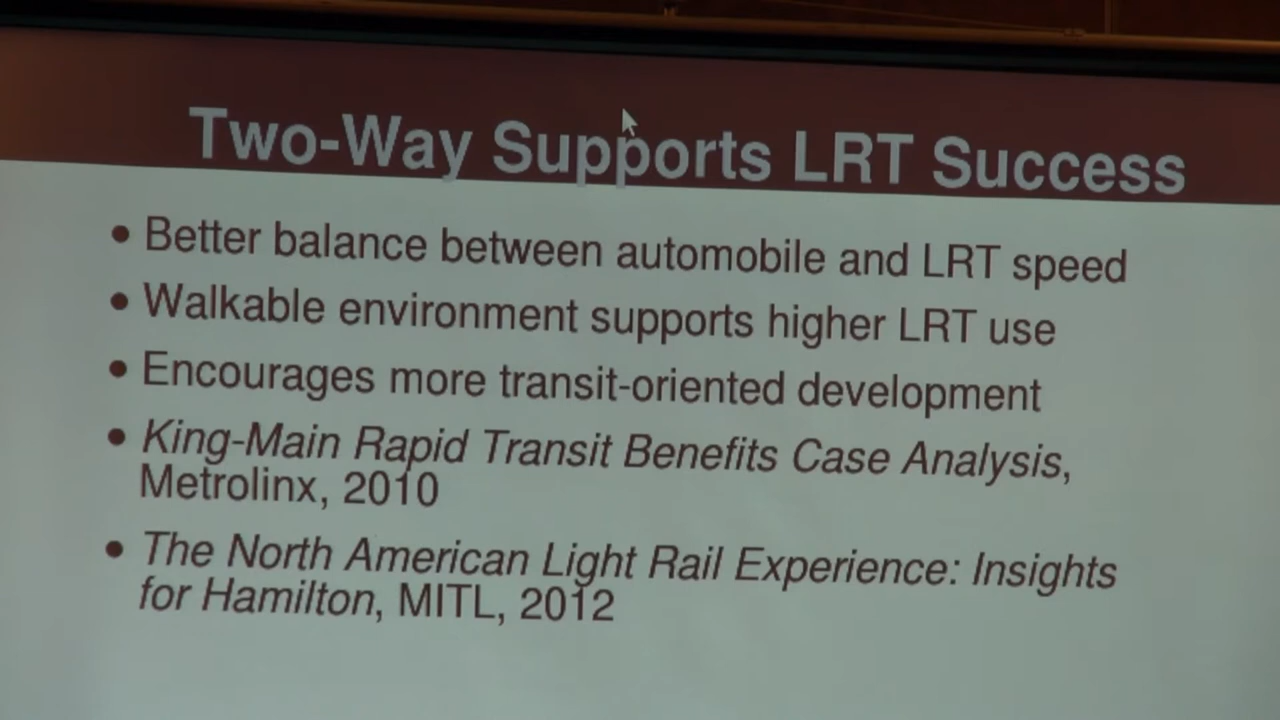 Two-Way Supports LRT Success
• Better balance between automobile and LRT speed
• Walkable environment supports higher LRT use
• Encourages more transit-oriented development
• King-Main Rapid Transit Benefits Case Analysis,
Metrolinx, 2010
• The North American Light Rail Experience: Insights
for Hamilton, MITL, 2012